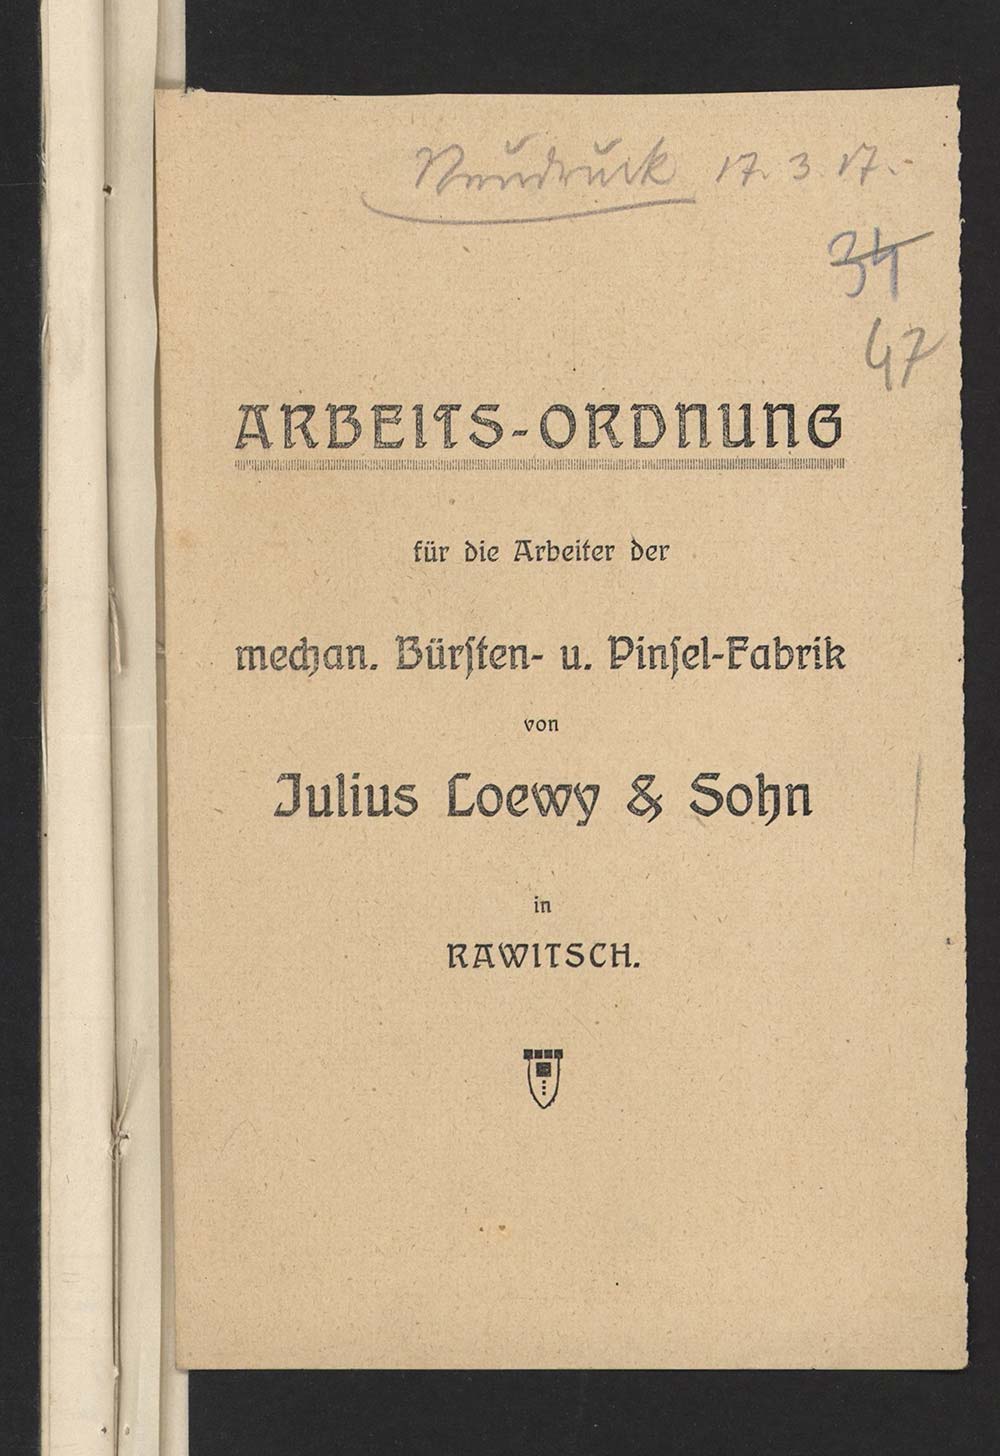 Neudruck 17. 3. 17.-
34
47
ARBEITS-ORDNUNG
für die Arbeiter der
mechan. Bürſten- u. Pinſel-Fabrik
von
Julius Loewy & Sohn
in
RAWITSCH.